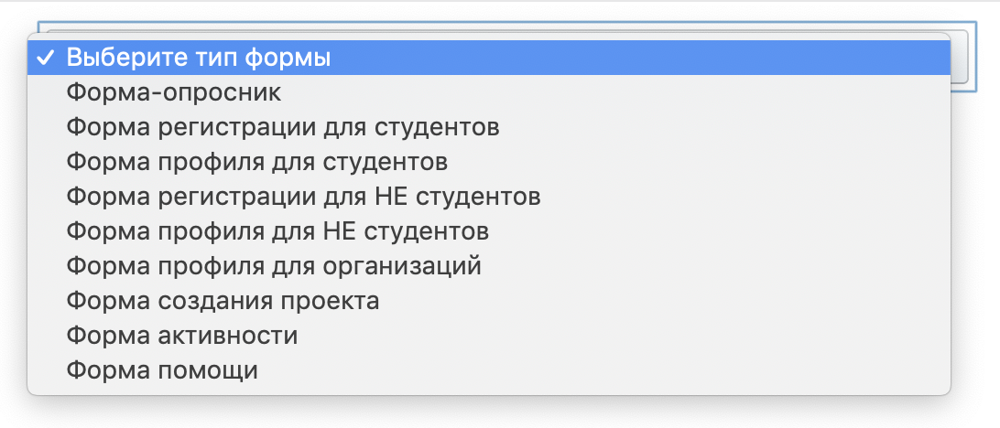 Выберите тип формы
Форма-опросник
Форма регистрации для студентов
Форма профиля для студентов
Форма регистрации для НЕ студентов
Форма профиля для НЕ студентов
Форма профиля для организаций
Форма создания проекта
Форма активности
Форма помощи